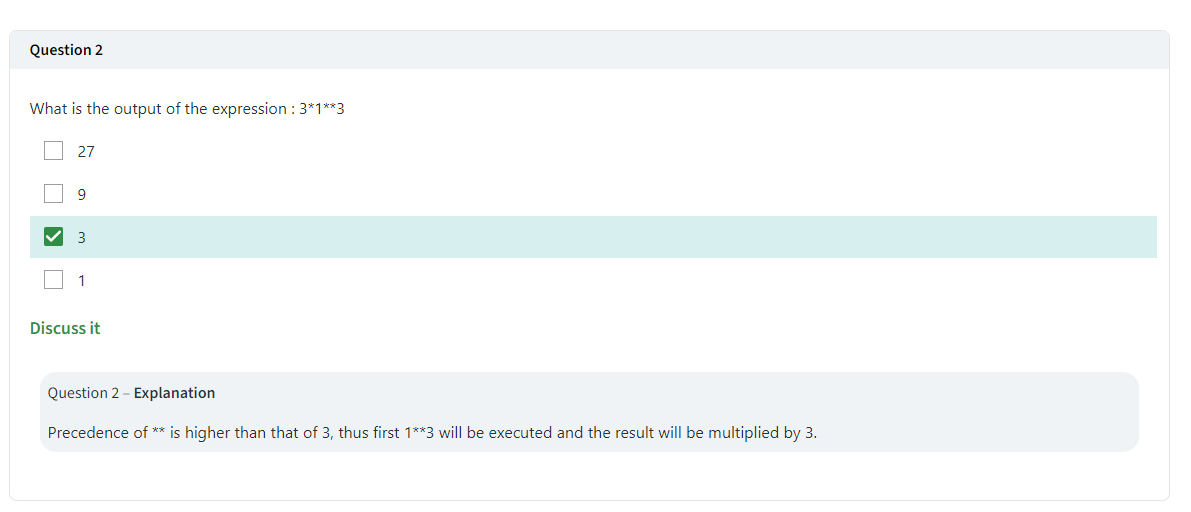 Question 2
What is the output of the expression : 3*1**3
27
9
3
1
Discuss it
Question 2 – Explanation
Precedence of ** is higher than that of 3, thus first 1**3 will be executed and the result will be multiplied by 3.